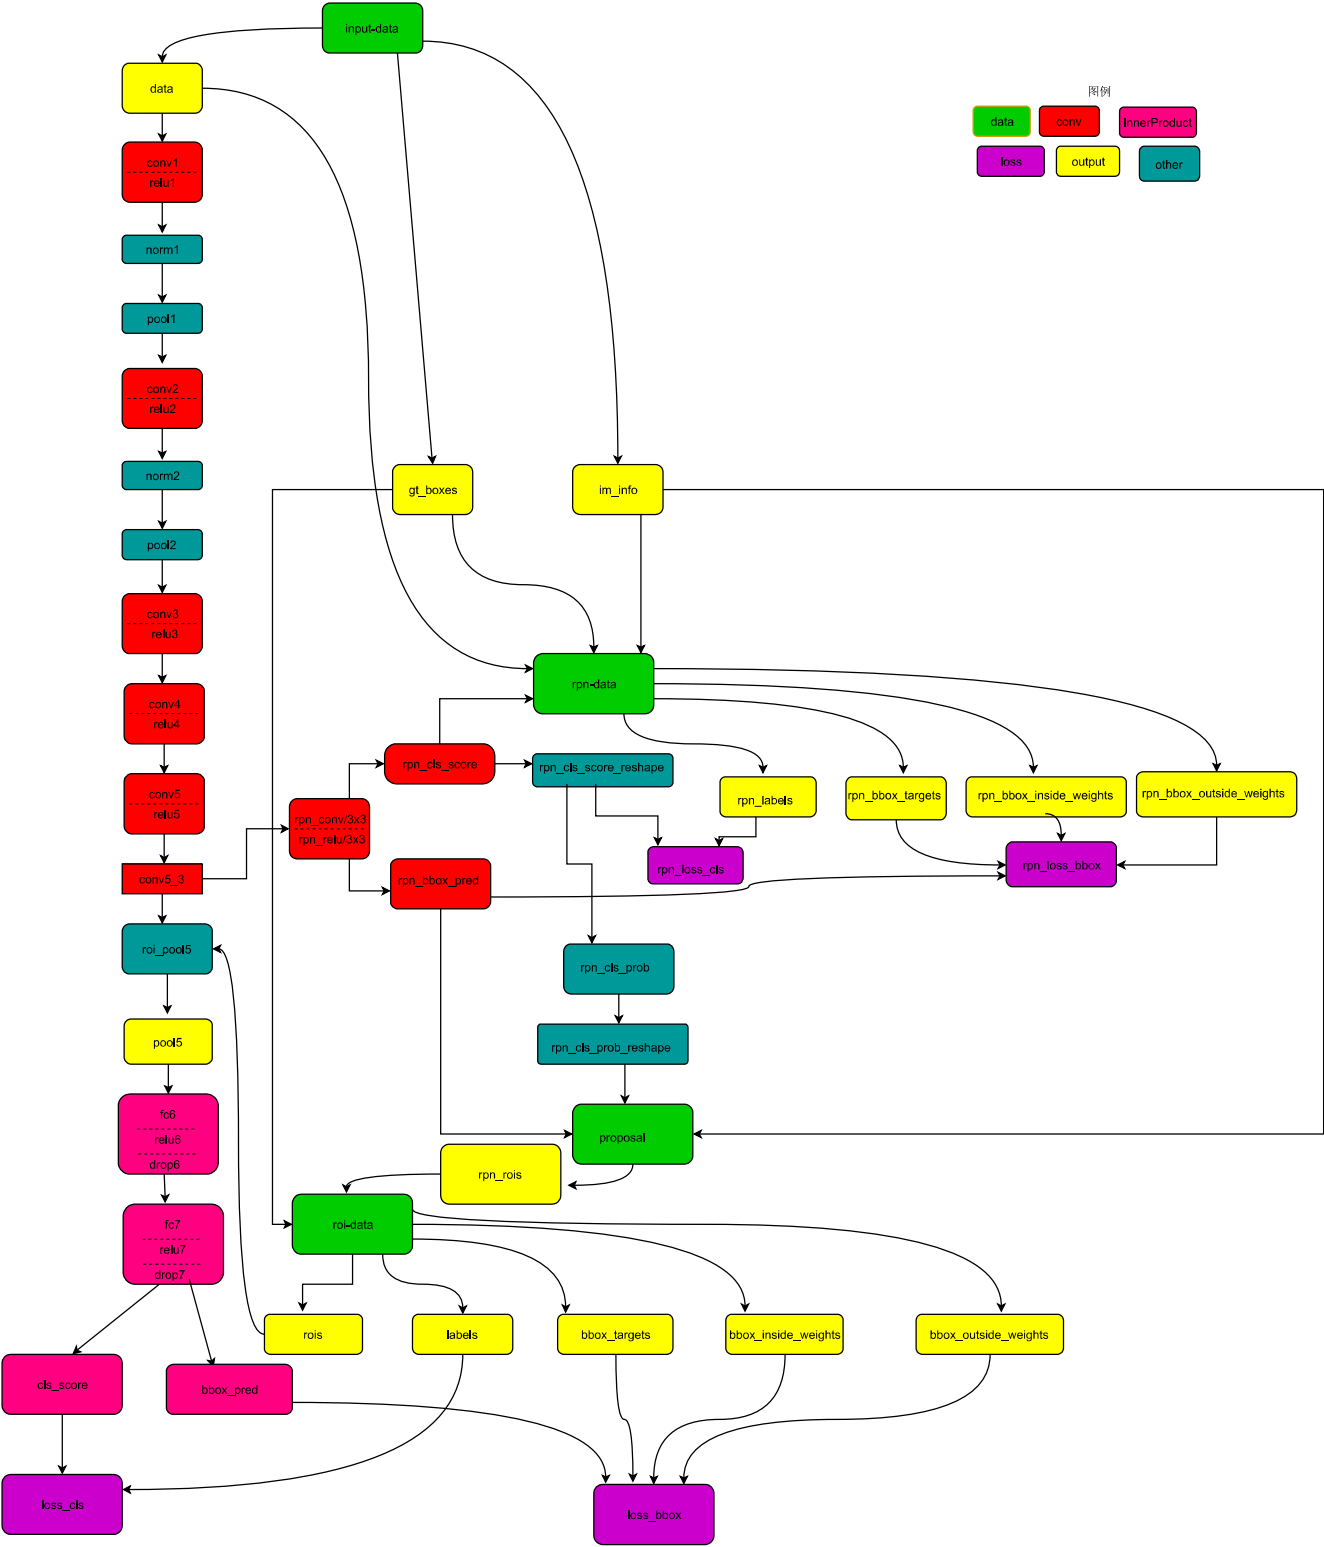 input-data
data
图例
data
conv
InnerProduct
loss
output
other
conv1
relu1
norm1
pool1
conv2
relu2
norm2
pool2
gt_boxes
im_info
conv3
relu3
conv4
relu4
rpn-data
conv5
relu5
rpn_cls_score
rpn_cls_score_reshape
rpn_labels
rpn_bbox_targets
rpn_bbox_inside_weights
rpn_bbox_outside_weights
rpn_conv/3x3
rpn_relu/3x3
conv5_3
rpn_bbox_pred
rpn_loss_cls
rpn_loss_bbox
roi_pool5
rpn_cls_prob
pool5
rpn_cls_prob_reshape
fc6
relu6
drop6
proposal
rpn_rois
fc7
relu7
drop7
roi-data
rois
labels
bbox_targets
bbox_inside_weights
bbox_outside_weights
cls_score
bbox_pred
loss_cls
loss_bbox